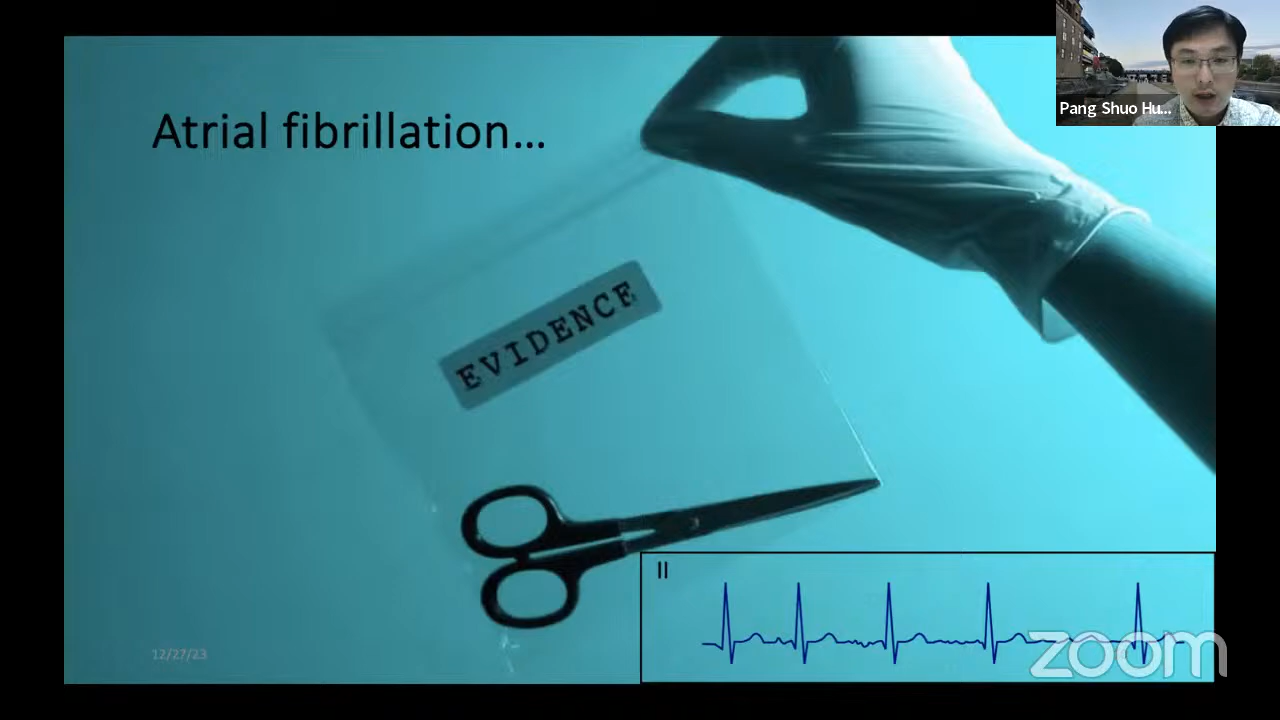 Atrial fibrillation...
Pang Shuo Hu...
EVIDENCE
II
12/27/23
zoom